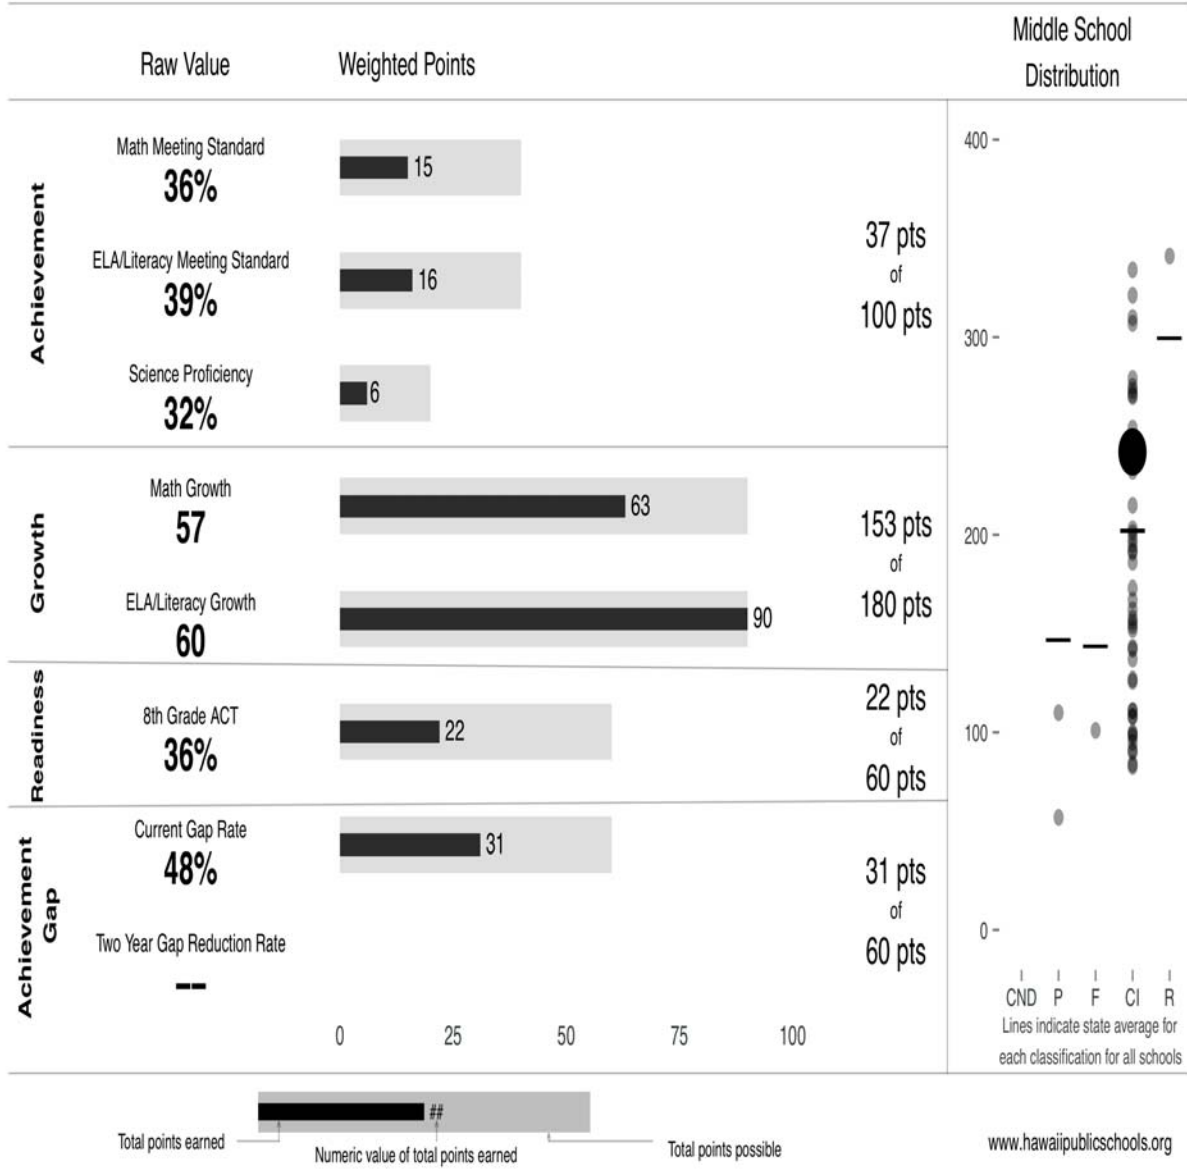 Raw Value
Weighted Points
Middle School
Distribution
Achievement
Math Meeting Standard
36%
15
ELA/Literacy Meeting Standard
39%
16
Science Proficiency
32%
6
37 pts
of
100 pts
Growth
Math Growth
57
63
ELA/Literacy Growth
60
90
153 pts
of
180 pts
Readiness
8th Grade ACT
36%
22
22 pts
of
60 pts
Achievement
Gap
Current Gap Rate
48%
31
Two Year Gap Reduction Rate
--
31 pts
of
60 pts
0 25 50 75 100
400
300
200
100
0
CND P F CI R
Lines indicate state average for
each classification for all schools
##
Total points earned
Numeric value of total points earned
Total points possible
www.hawaiipublicschools.org